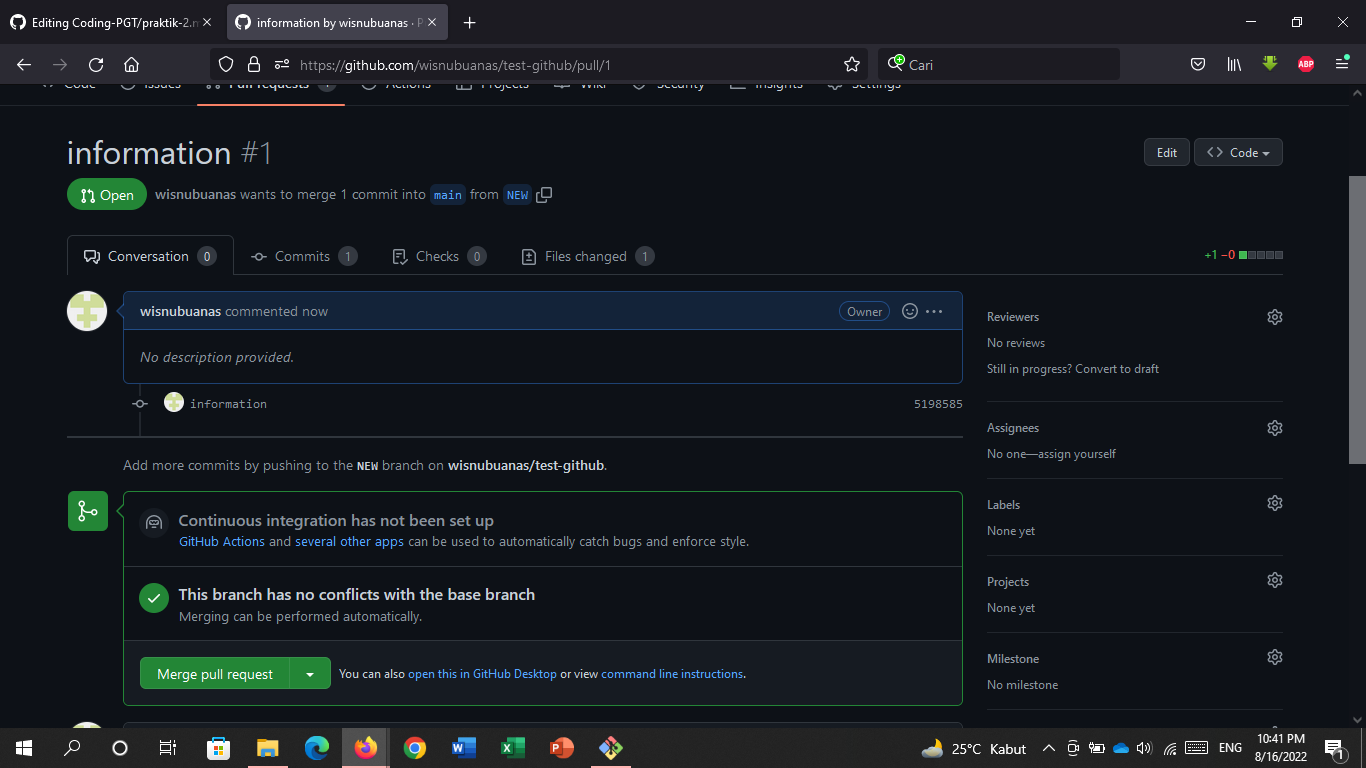 Editing Coding-PGT/praktik-2.m
information by wisnubuanas · P
https://github.com/wisnubuanas/test-github/pull/1
Cari
ABP
Code Issues Pull requests 1 Actions Projects Wiki Security Insights Settings
information #1
Edit
Code
Open
wisnubuanas wants to merge 1 commit into main from NEW
Conversation 0
Commits 1
Checks 0
Files changed 1
+1 −0
wisnubuanas commented now
Owner
No description provided.
information
5198585
Add more commits by pushing to the NEW branch on wisnubuanas/test-github.
Continuous integration has not been set up
GitHub Actions and several other apps can be used to automatically catch bugs and enforce style.
This branch has no conflicts with the base branch
Merging can be performed automatically.
Merge pull request
You can also open this in GitHub Desktop or view command line instructions.
Reviewers
No reviews
Still in progress? Convert to draft
Assignees
No one—assign yourself
Labels
None yet
Projects
None yet
Milestone
No milestone
25°C Kabut
ENG
10:41 PM
8/16/2022
1